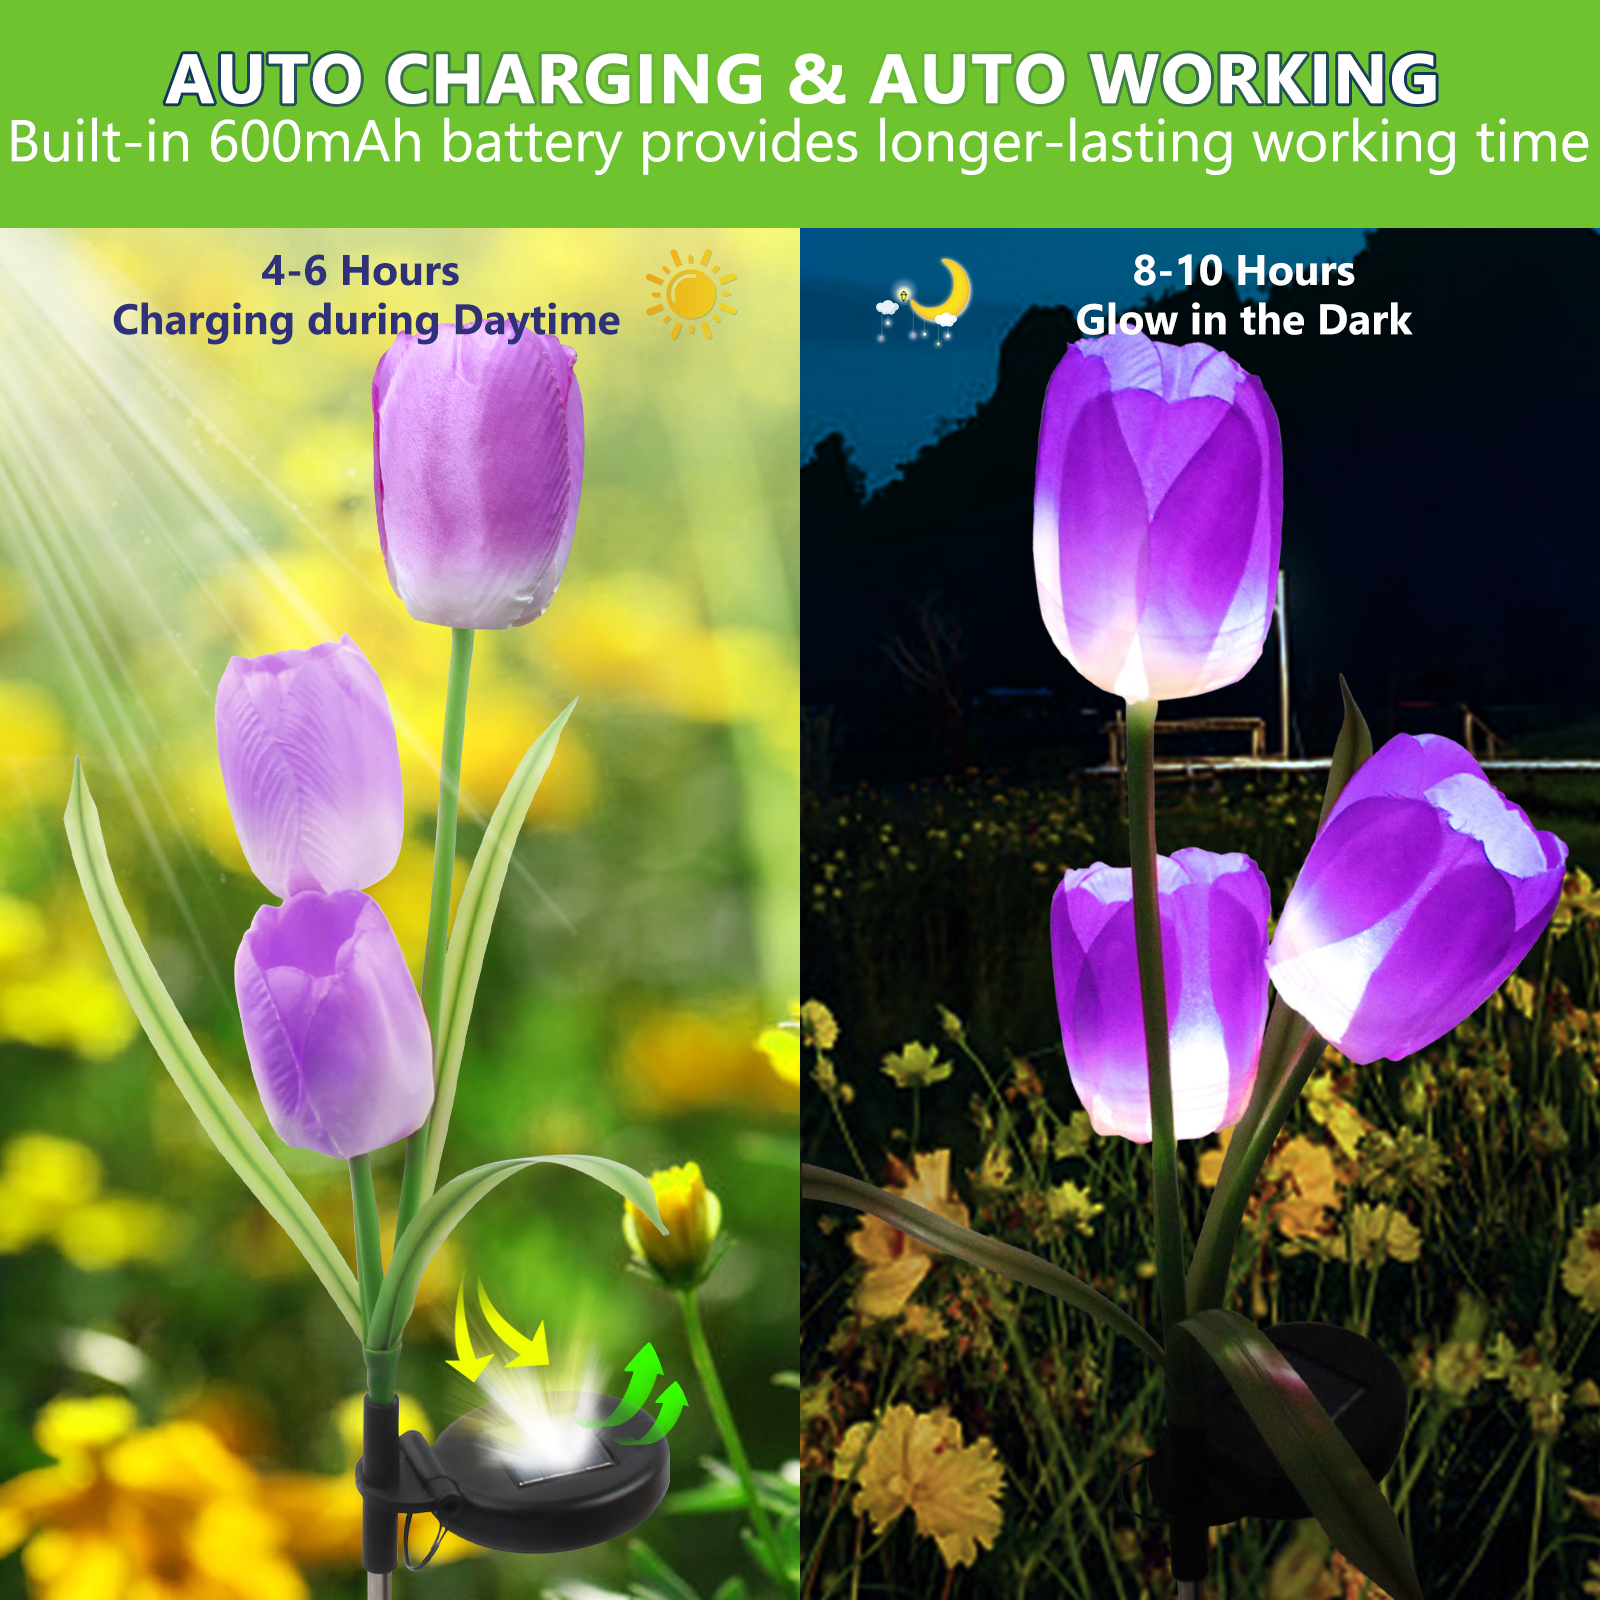 AUTO CHARGING & AUTO WORKING
Built-in 600mAh battery provides longer-lasting working time
4-6 Hours
Charging during Daytime
8-10 Hours
Glow in the Dark